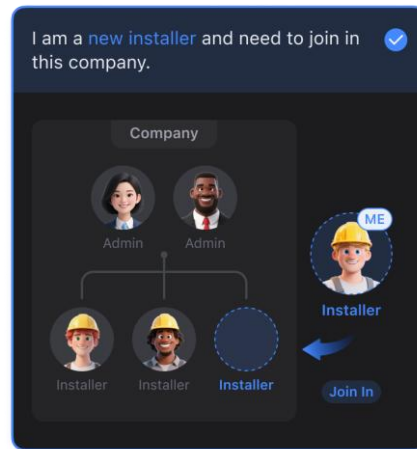 I am a new installer and need to join in
this company.
Company
Admin Admin
ME
Installer
Installer Installer Installer
Join In